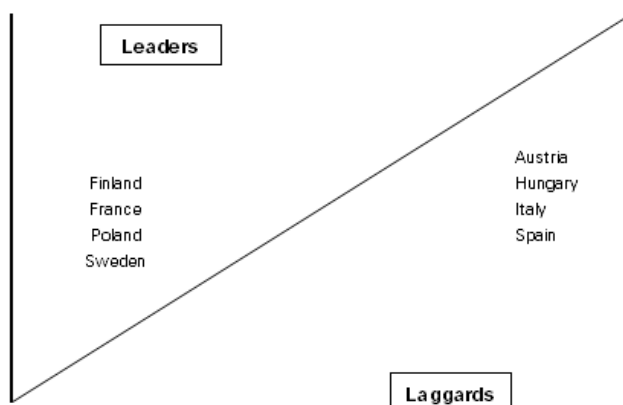 Leaders
Finland
France
Poland
Sweden
Austria
Hungary
Italy
Spain
Laggards